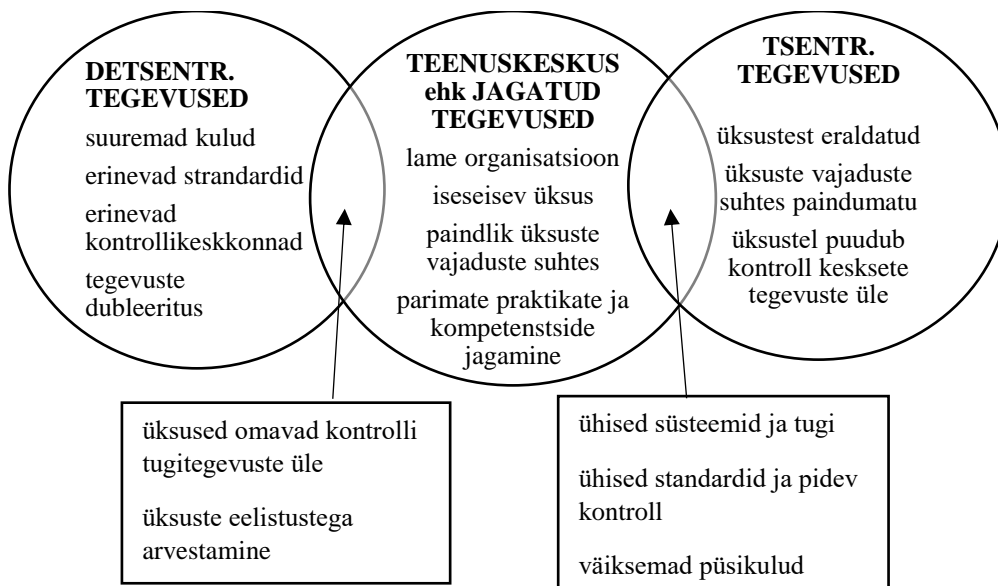 DETSENTR.
TEGEVUSED
suuremad kulud
erinevad strandardid
erinevad
kontrollikeskkonnad
tegevuste
dubleeritus
TEENUSKESKUS
ehk JAGATUD
TEGEVUSED
lame organisatsioon
iseseisev üksus
paindlik üksuste
vajaduste suhtes
parimate praktikate ja
kompetenstside
jagamine
TSENTR.
TEGEVUSED
üksustest eraldatud
üksuste vajaduste
suhtes paindumatu
üksustel puudub
kontroll kesksete
tegevuste üle
üksused omavad kontrolli
tugitegevuste üle
üksuste eelistustega
arvestamine
ühised süsteemid ja tugi
ühised standardid ja pidev
kontroll
väiksemad püsikulud